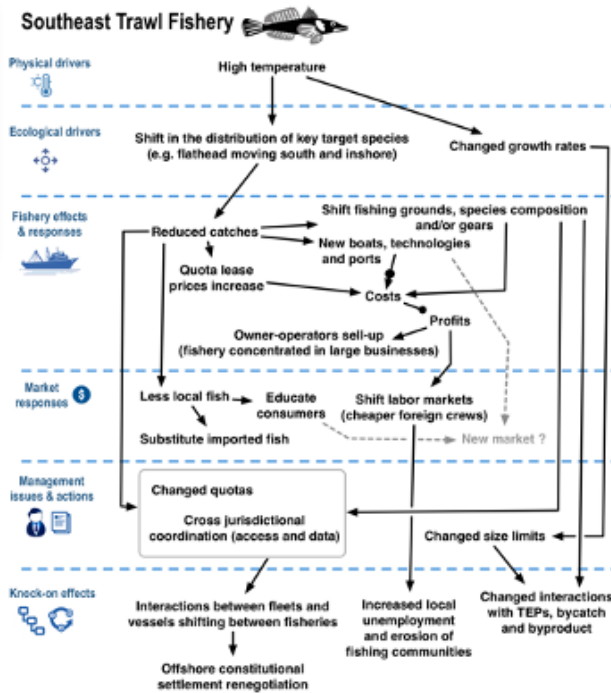 Southeast Trawl Fishery
Physical drivers
High temperature
Ecological drivers
Shift in the distribution of key target species
(e.g. flathead moving south and inshore)
Changed growth rates
Fishery effects
& responses
Shift fishing grounds, species composition
and/or gears
Reduced catches
New boats, technologies
and ports
Quota lease
prices increase
Costs
Profits
Owner-operators sell-up
(fishery concentrated in large businesses)
Market
responses
$
Less local fish
Educate
consumers
Shift labor markets
(cheaper foreign crews)
Substitute imported fish
New market ?
Management
issues & actions
Changed quotas
Cross jurisdictional
coordination (access and data)
Changed size limits
Knock-on effects
Interactions between fleets and
vessels shifting between fisheries
Increased local
unemployment
and erosion of
fishing communities
Changed interactions
with TEPs, bycatch
and byproduct
Offshore constitutional
settlement renegotiation